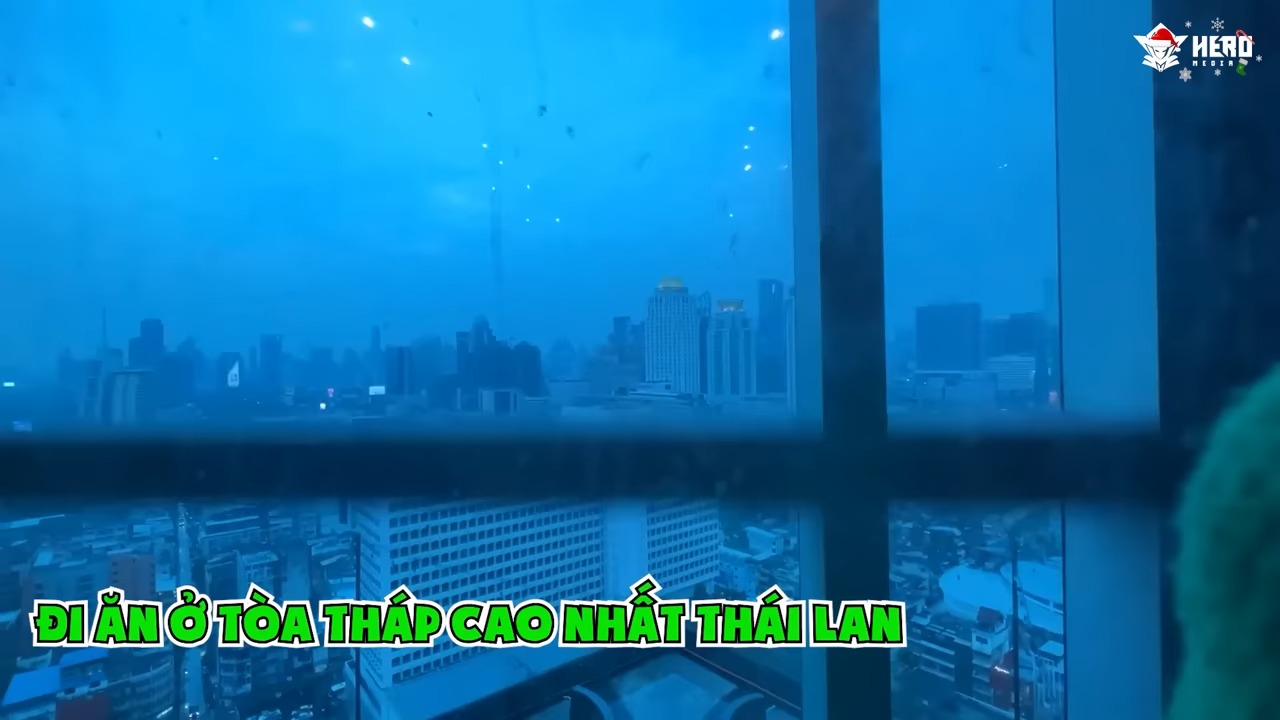 HERO
MEDIA
ĐI ĂN Ở TÒA THÁP CAO NHẤT THÁI LAN